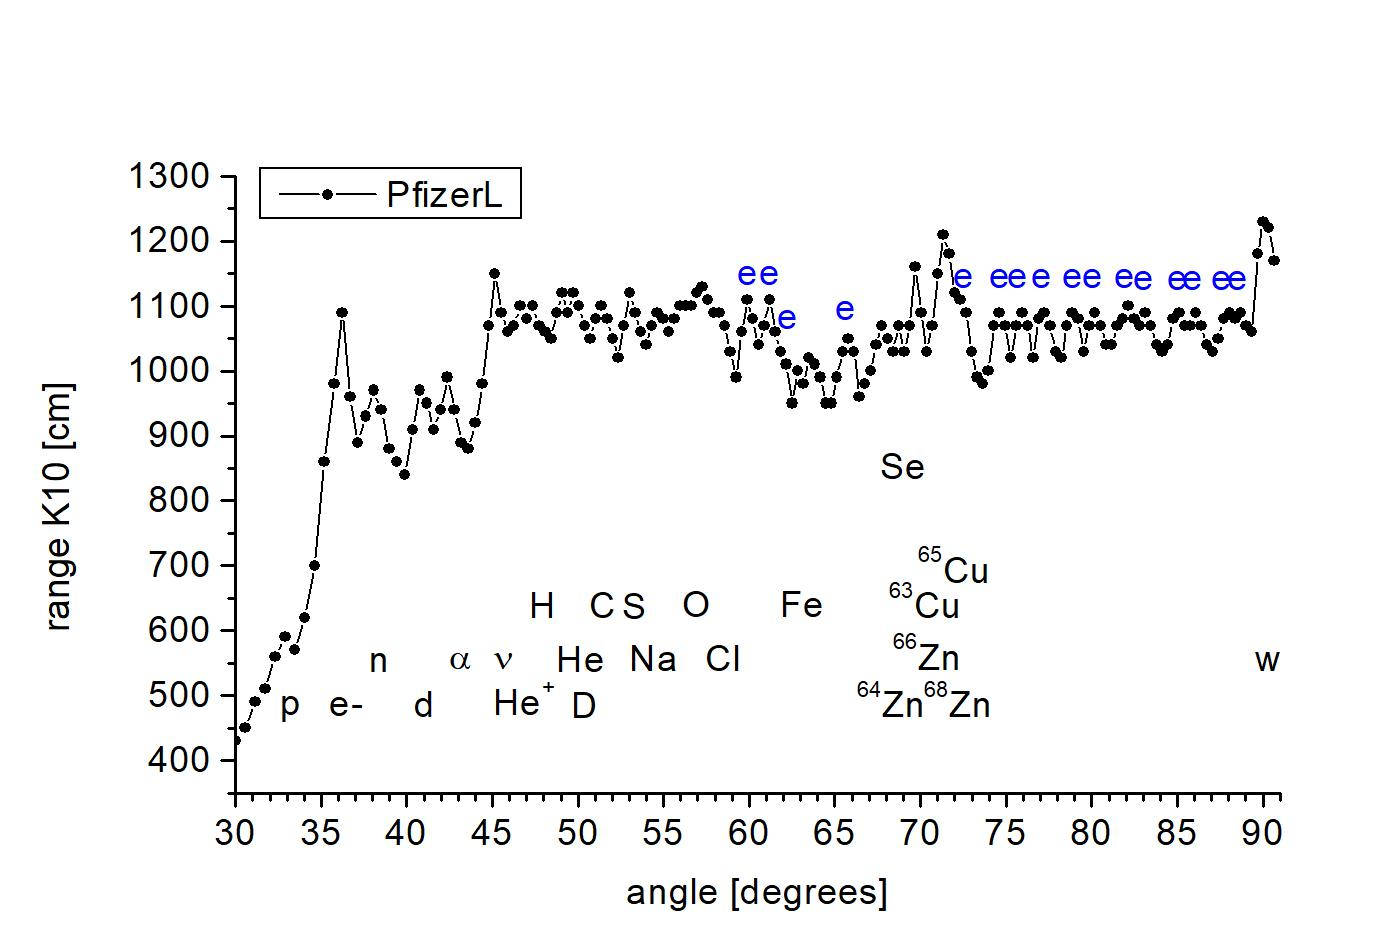 PfizerL
1300
1200
1100
1000
900
800
700
600
500
400
range K10 [cm]
e e
e
e
e e e e e e e e e e e e
Se
65Cu
63Cu
H C S O Fe
66Zn
n α ν He Na Cl w
64Zn 68Zn
p e- d He+ D
30 35 40 45 50 55 60 65 70 75 80 85 90
angle [degrees]